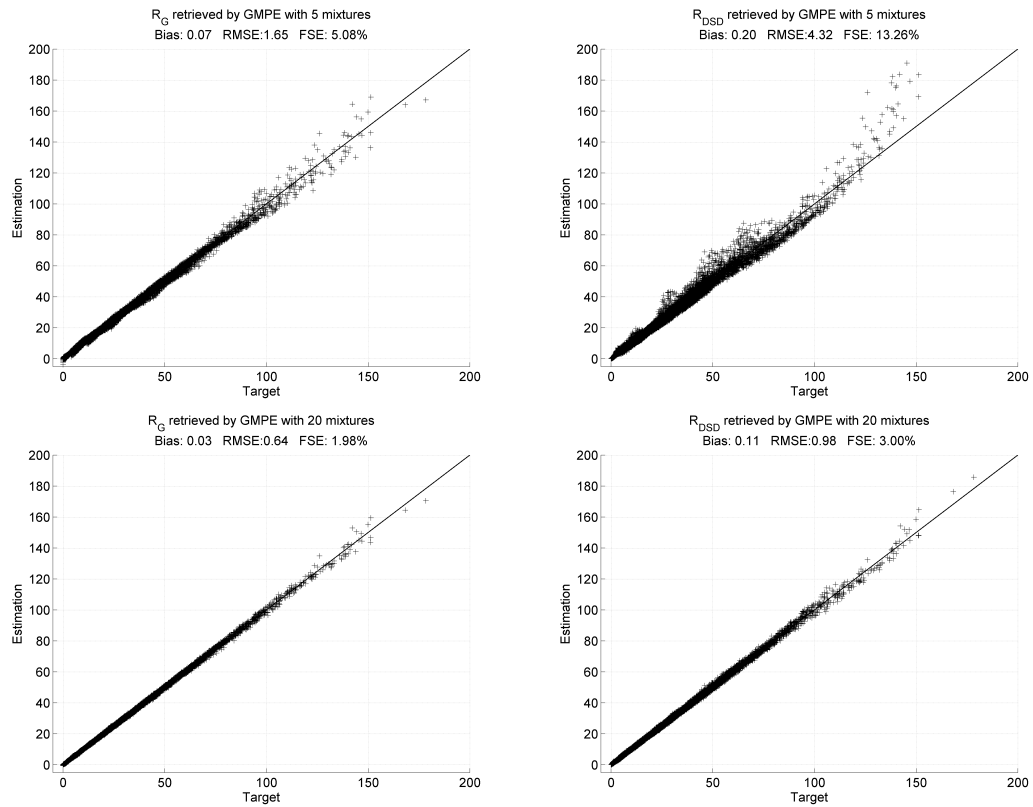 R_G retrieved by GMPE with 5 mixtures
Bias: 0.07 RMSE:1.65 FSE: 5.08%
200
180
160
140
120
100
80
60
40
20
0
Estimation
0 50 100 150 200
Target
R_DSD retrieved by GMPE with 5 mixtures
Bias: 0.20 RMSE:4.32 FSE: 13.26%
200
180
160
140
120
100
80
60
40
20
0
Estimation
0 50 100 150 200
Target
R_G retrieved by GMPE with 20 mixtures
Bias: 0.03 RMSE:0.64 FSE: 1.98%
200
180
160
140
120
100
80
60
40
20
0
Estimation
0 50 100 150 200
Target
R_DSD retrieved by GMPE with 20 mixtures
Bias: 0.11 RMSE:0.98 FSE: 3.00%
200
180
160
140
120
100
80
60
40
20
0
Estimation
0 50 100 150 200
Target